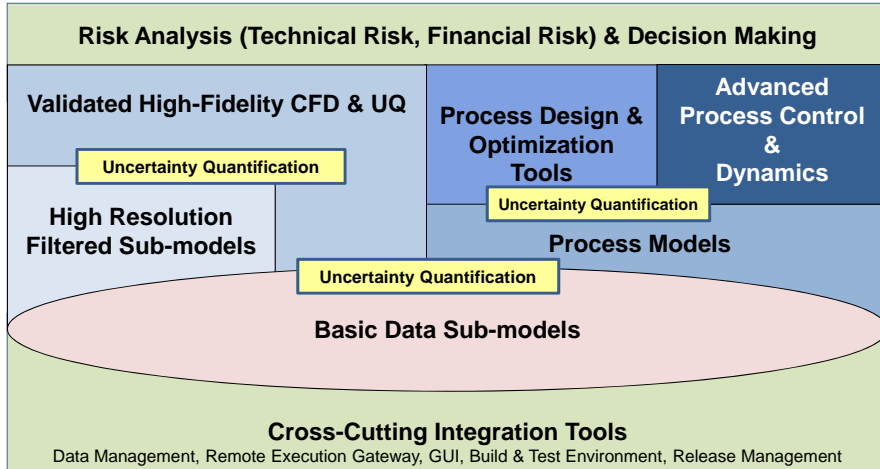 Risk Analysis (Technical Risk, Financial Risk) & Decision Making
Validated High-Fidelity CFD & UQ
Process Design &
Optimization
Tools
Advanced
Process Control
&
Dynamics
Uncertainty Quantification
High Resolution
Filtered Sub-models
Uncertainty Quantification
Process Models
Uncertainty Quantification
Basic Data Sub-models
Cross-Cutting Integration Tools
Data Management, Remote Execution Gateway, GUI, Build & Test Environment, Release Management